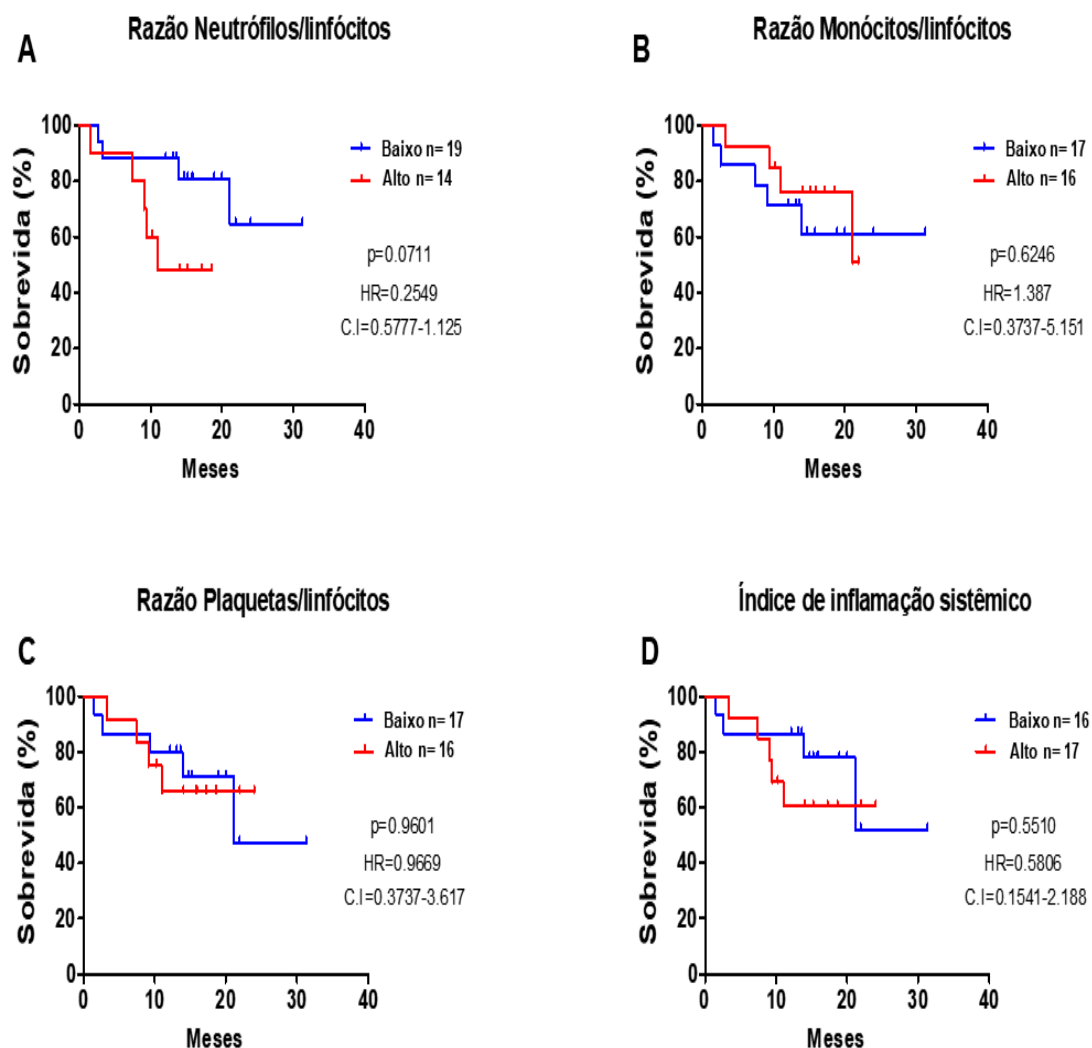 Razão Neutrófilos/linfócitos
A
100
80
60
40
20
0
Sobrevida (%)
0 10 20 30 40
Meses
Baixo n= 19
Alto n= 14
p=0.0711
HR=0.2549
C.I=0.5777-1.125
Razão Monócitos/linfócitos
B
100
80
60
40
20
0
Sobrevida (%)
0 10 20 30 40
Meses
Baixo n= 17
Alto n= 16
p=0.6246
HR=1.387
C.I=0.3737-5.151
Razão Plaquetas/linfócitos
C
100
80
60
40
20
0
Sobrevida (%)
0 10 20 30 40
Meses
Baixo n= 17
Alto n= 16
p=0.9601
HR=0.9669
C.I=0.3737-3.617
Índice de inflamação sistêmico
D
100
80
60
40
20
0
Sobrevida (%)
0 10 20 30 40
Meses
Baixo n= 16
Alto n= 17
p=0.5510
HR=0.5806
C.I=0.1541-2.188